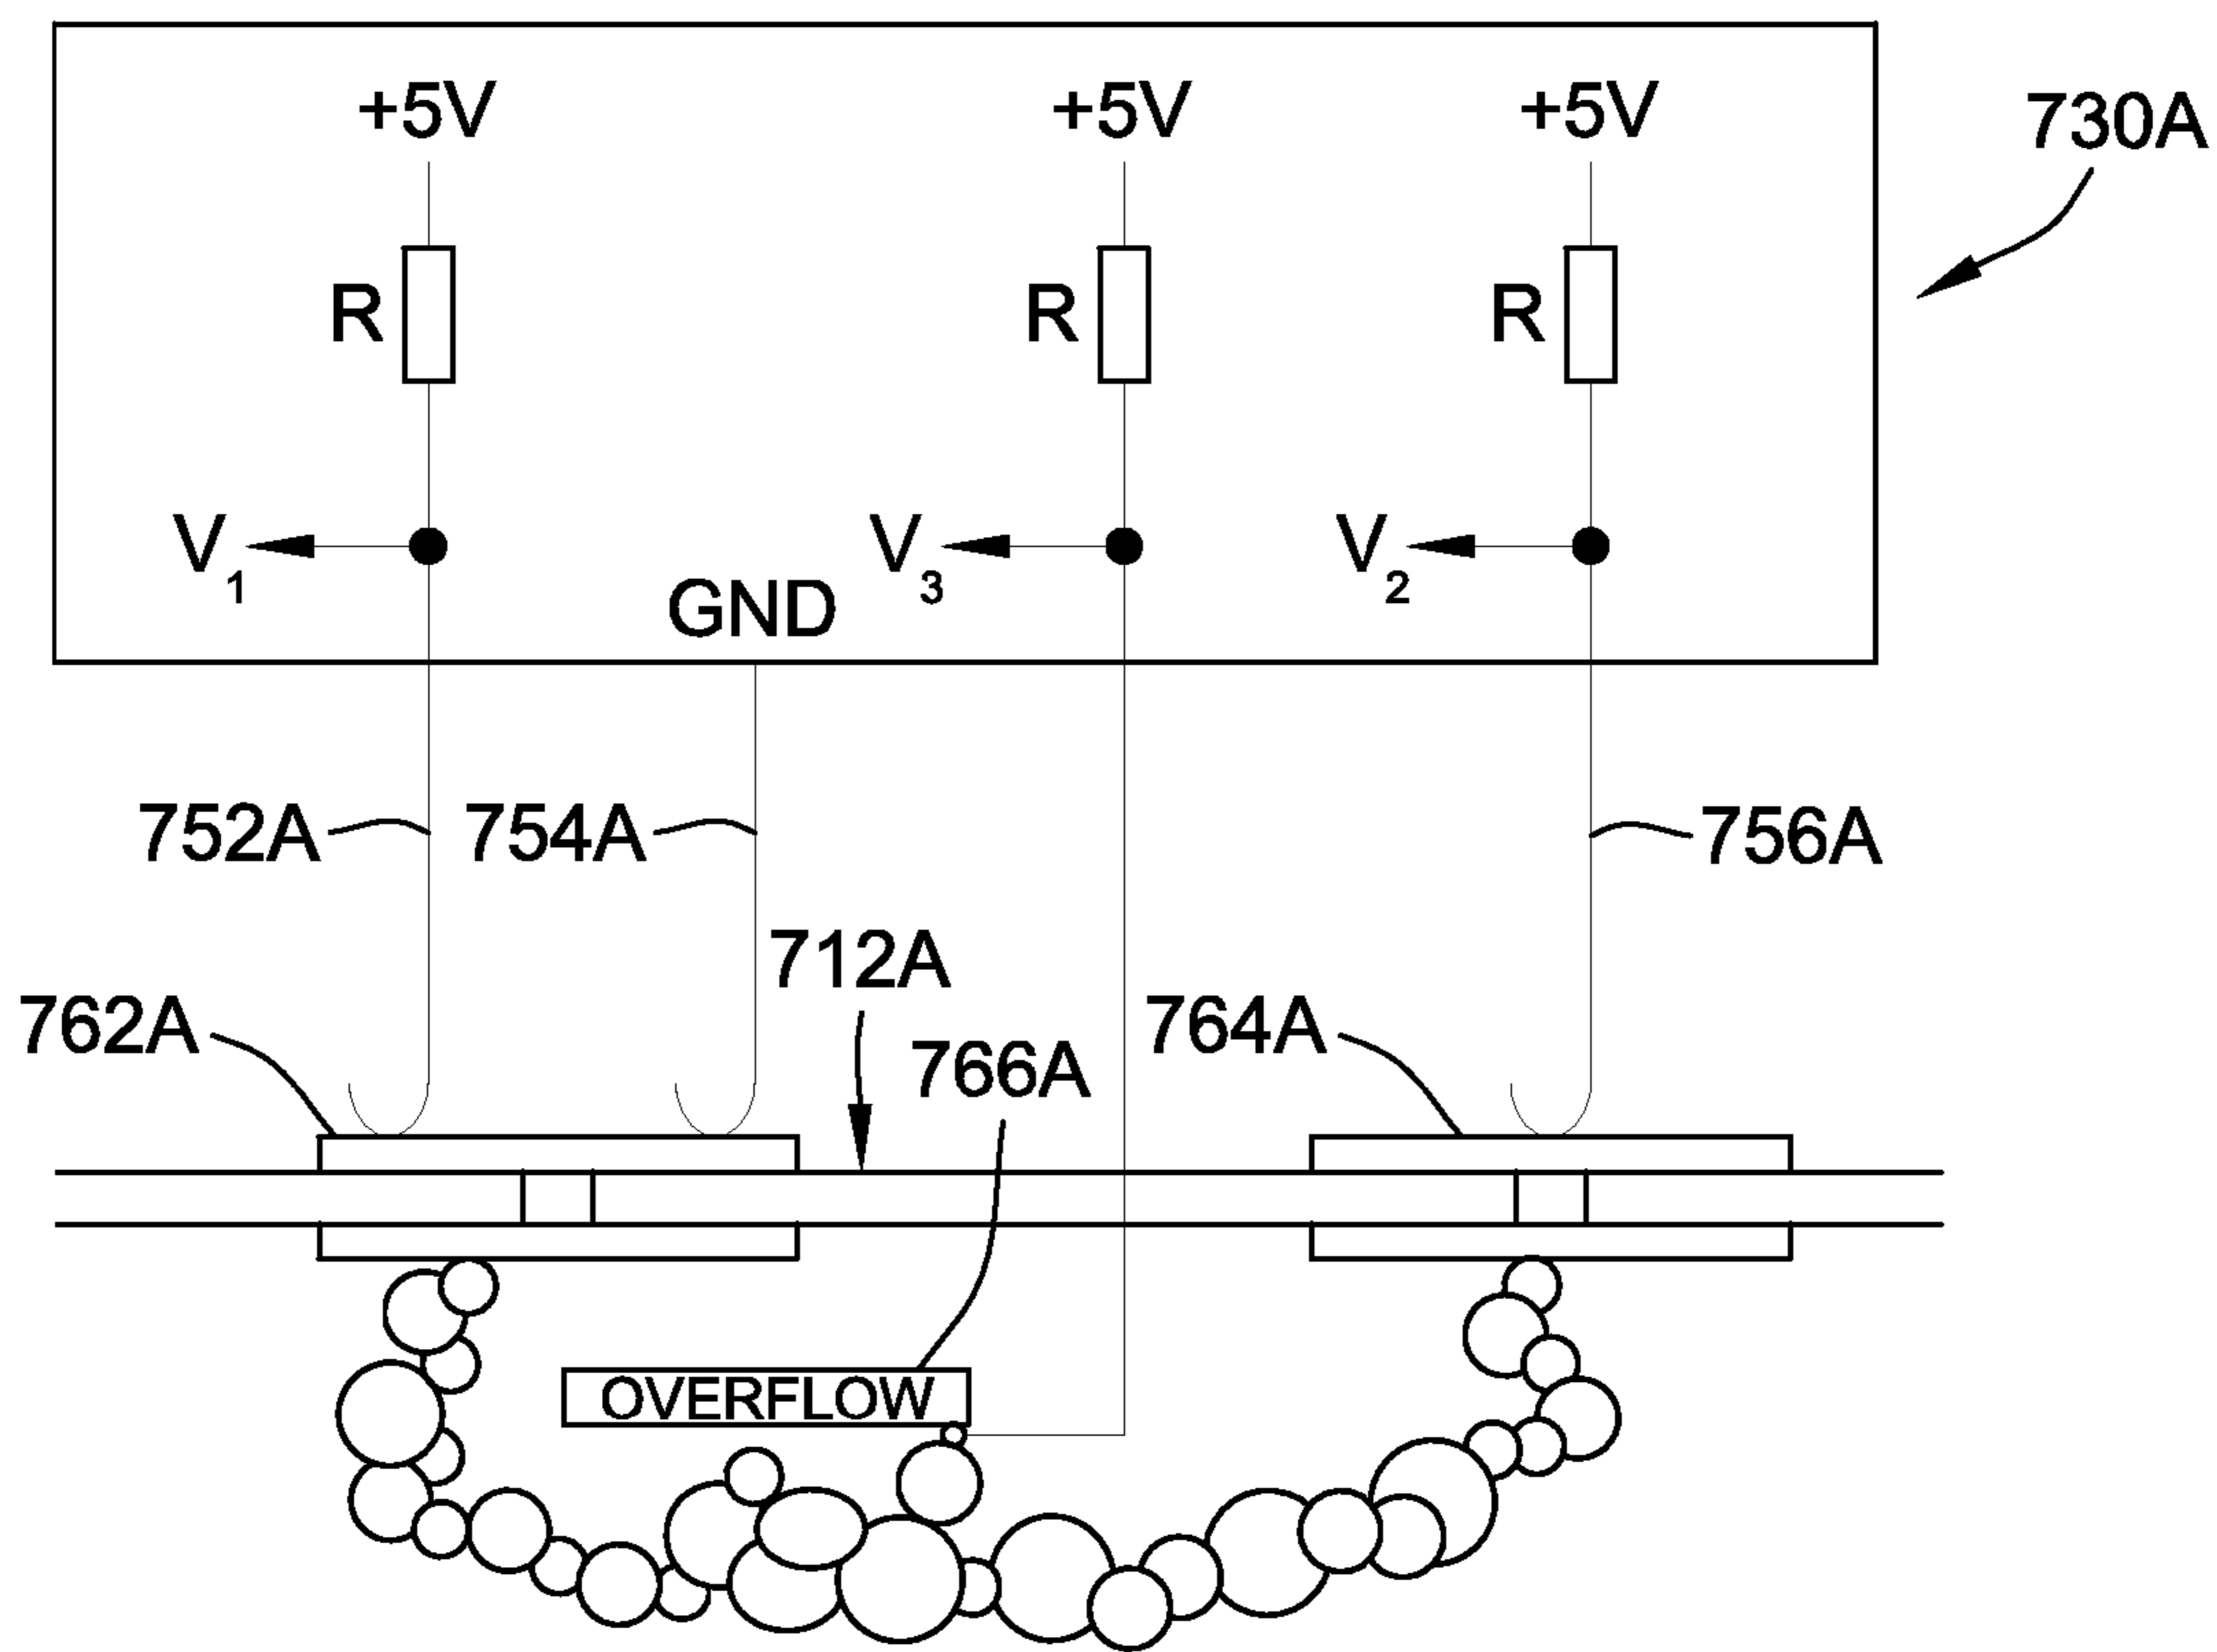 +5V +5V +5V
730A
R R R
V1 V3 V2
GND
752A 754A 756A
712A
762A 766A 764A
OVERFLOW